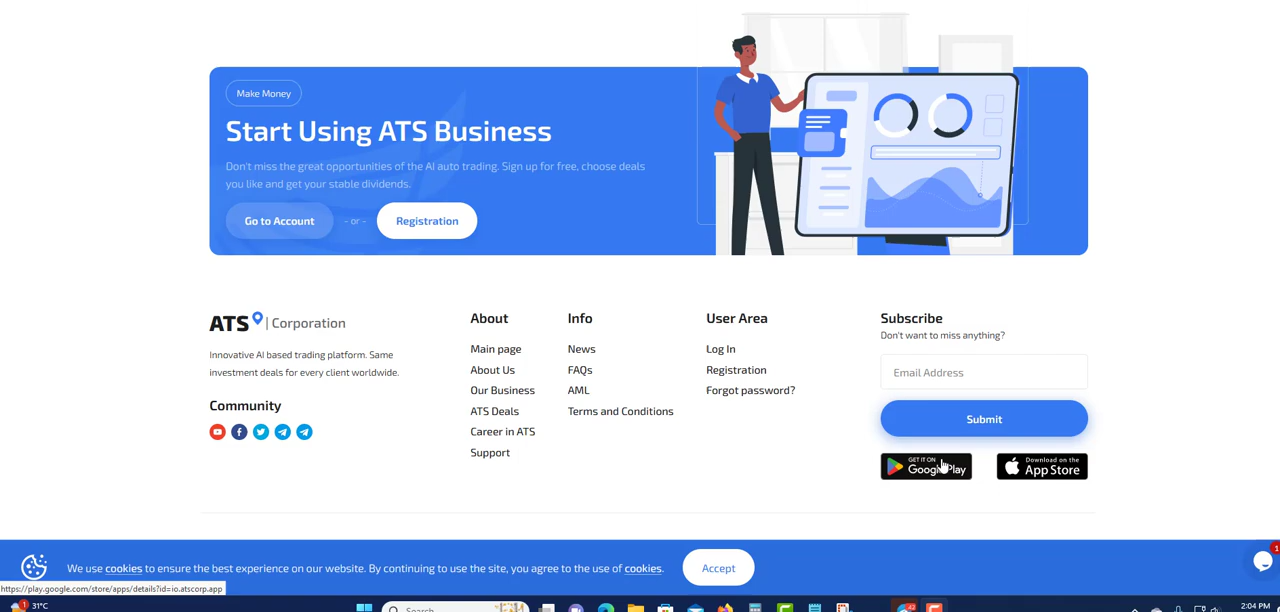 Make Money
Start Using ATS Business
Don't miss the great opportunities of the AI auto trading. Sign up for free, choose deals
you like and get your stable dividends.
Go to Account
- or -
Registration
ATS | Corporation
Innovative AI based trading platform. Same
investment deals for every client worldwide.
Community
About
Main page
About Us
Our Business
ATS Deals
Career in ATS
Support
Info
News
FAQs
AML
Terms and Conditions
User Area
Log In
Registration
Forgot password?
Subscribe
Don't want to miss anything?
Email Address
Submit
GET IT ON
Google Play
Download on the
App Store
We use cookies to ensure the best experience on our website. By continuing to use the site, you agree to the use of cookies.
Accept
1
https://play.google.com/store/apps/details?id=io.atscorp.app
1
31°C
Search
2:04 PM